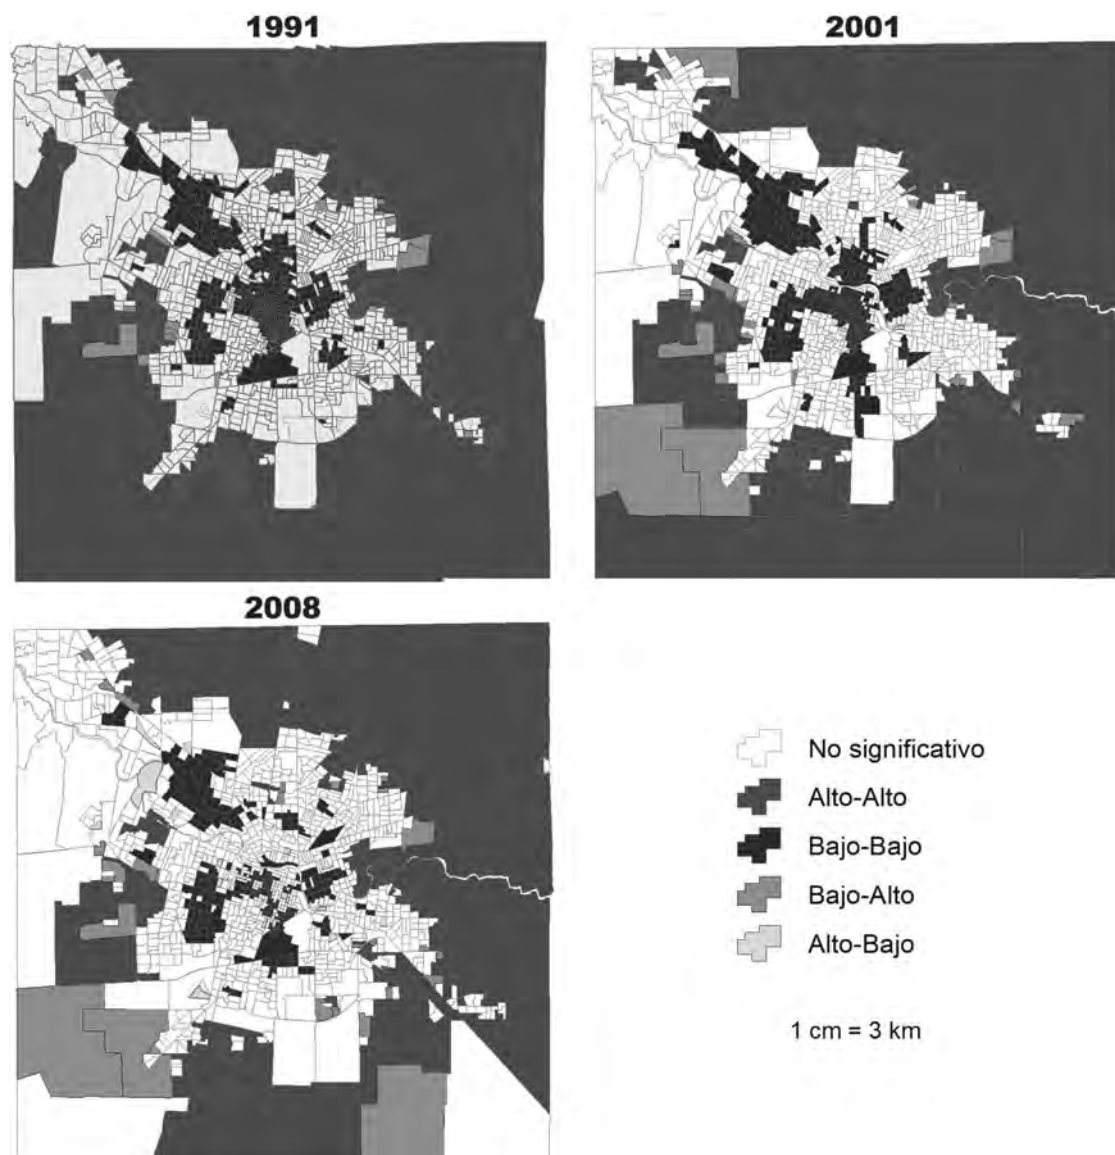 1991
2001
2008
No significativo
Alto-Alto
Bajo-Bajo
Bajo-Alto
Alto-Bajo
1 cm = 3 km